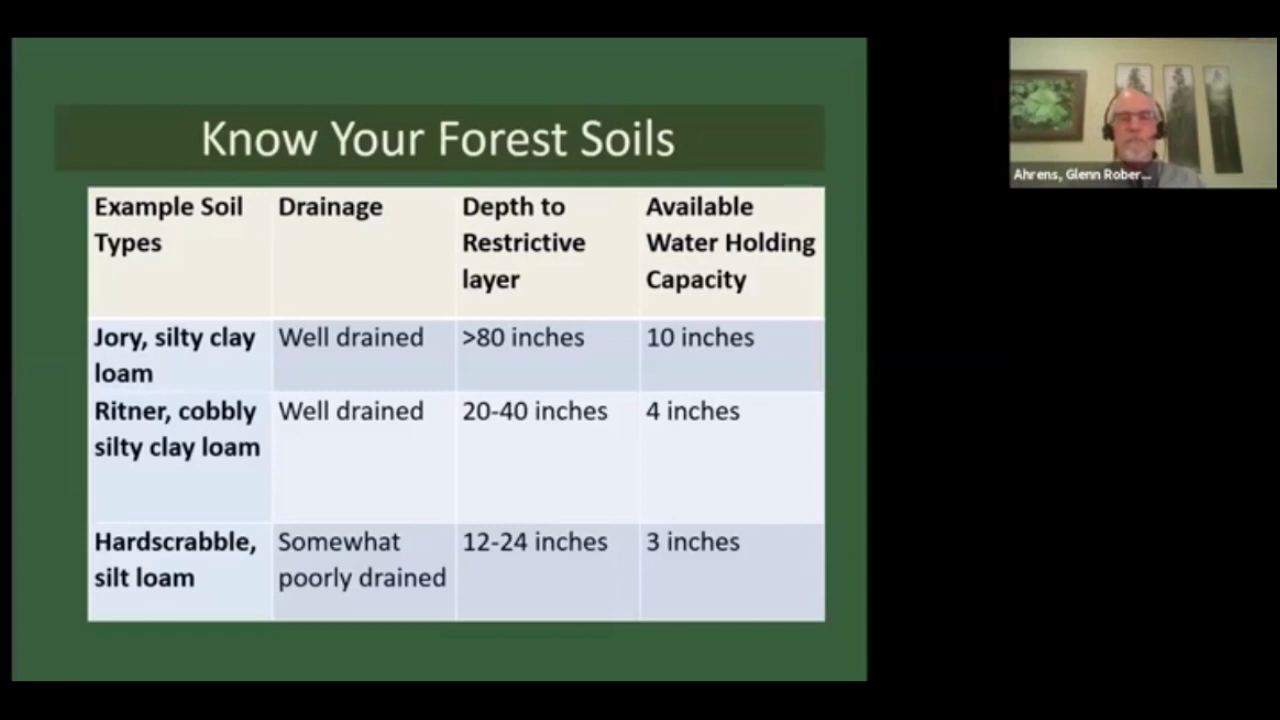 Know Your Forest Soils
Example Soil Types
Drainage
Depth to Restrictive layer
Available Water Holding Capacity
Jory, silty clay loam
Well drained
>80 inches
10 inches
Ritner, cobbly silty clay loam
Well drained
20-40 inches
4 inches
Hardscrabble, silt loam
Somewhat poorly drained
12-24 inches
3 inches
Ahrens, Glenn Rober...